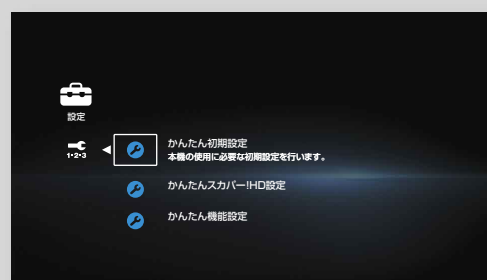 設定
1•2•3
かんたん初期設定
本機の使用に必要な初期設定を行います。
かんたんスカパー!HD設定
かんたん機能設定